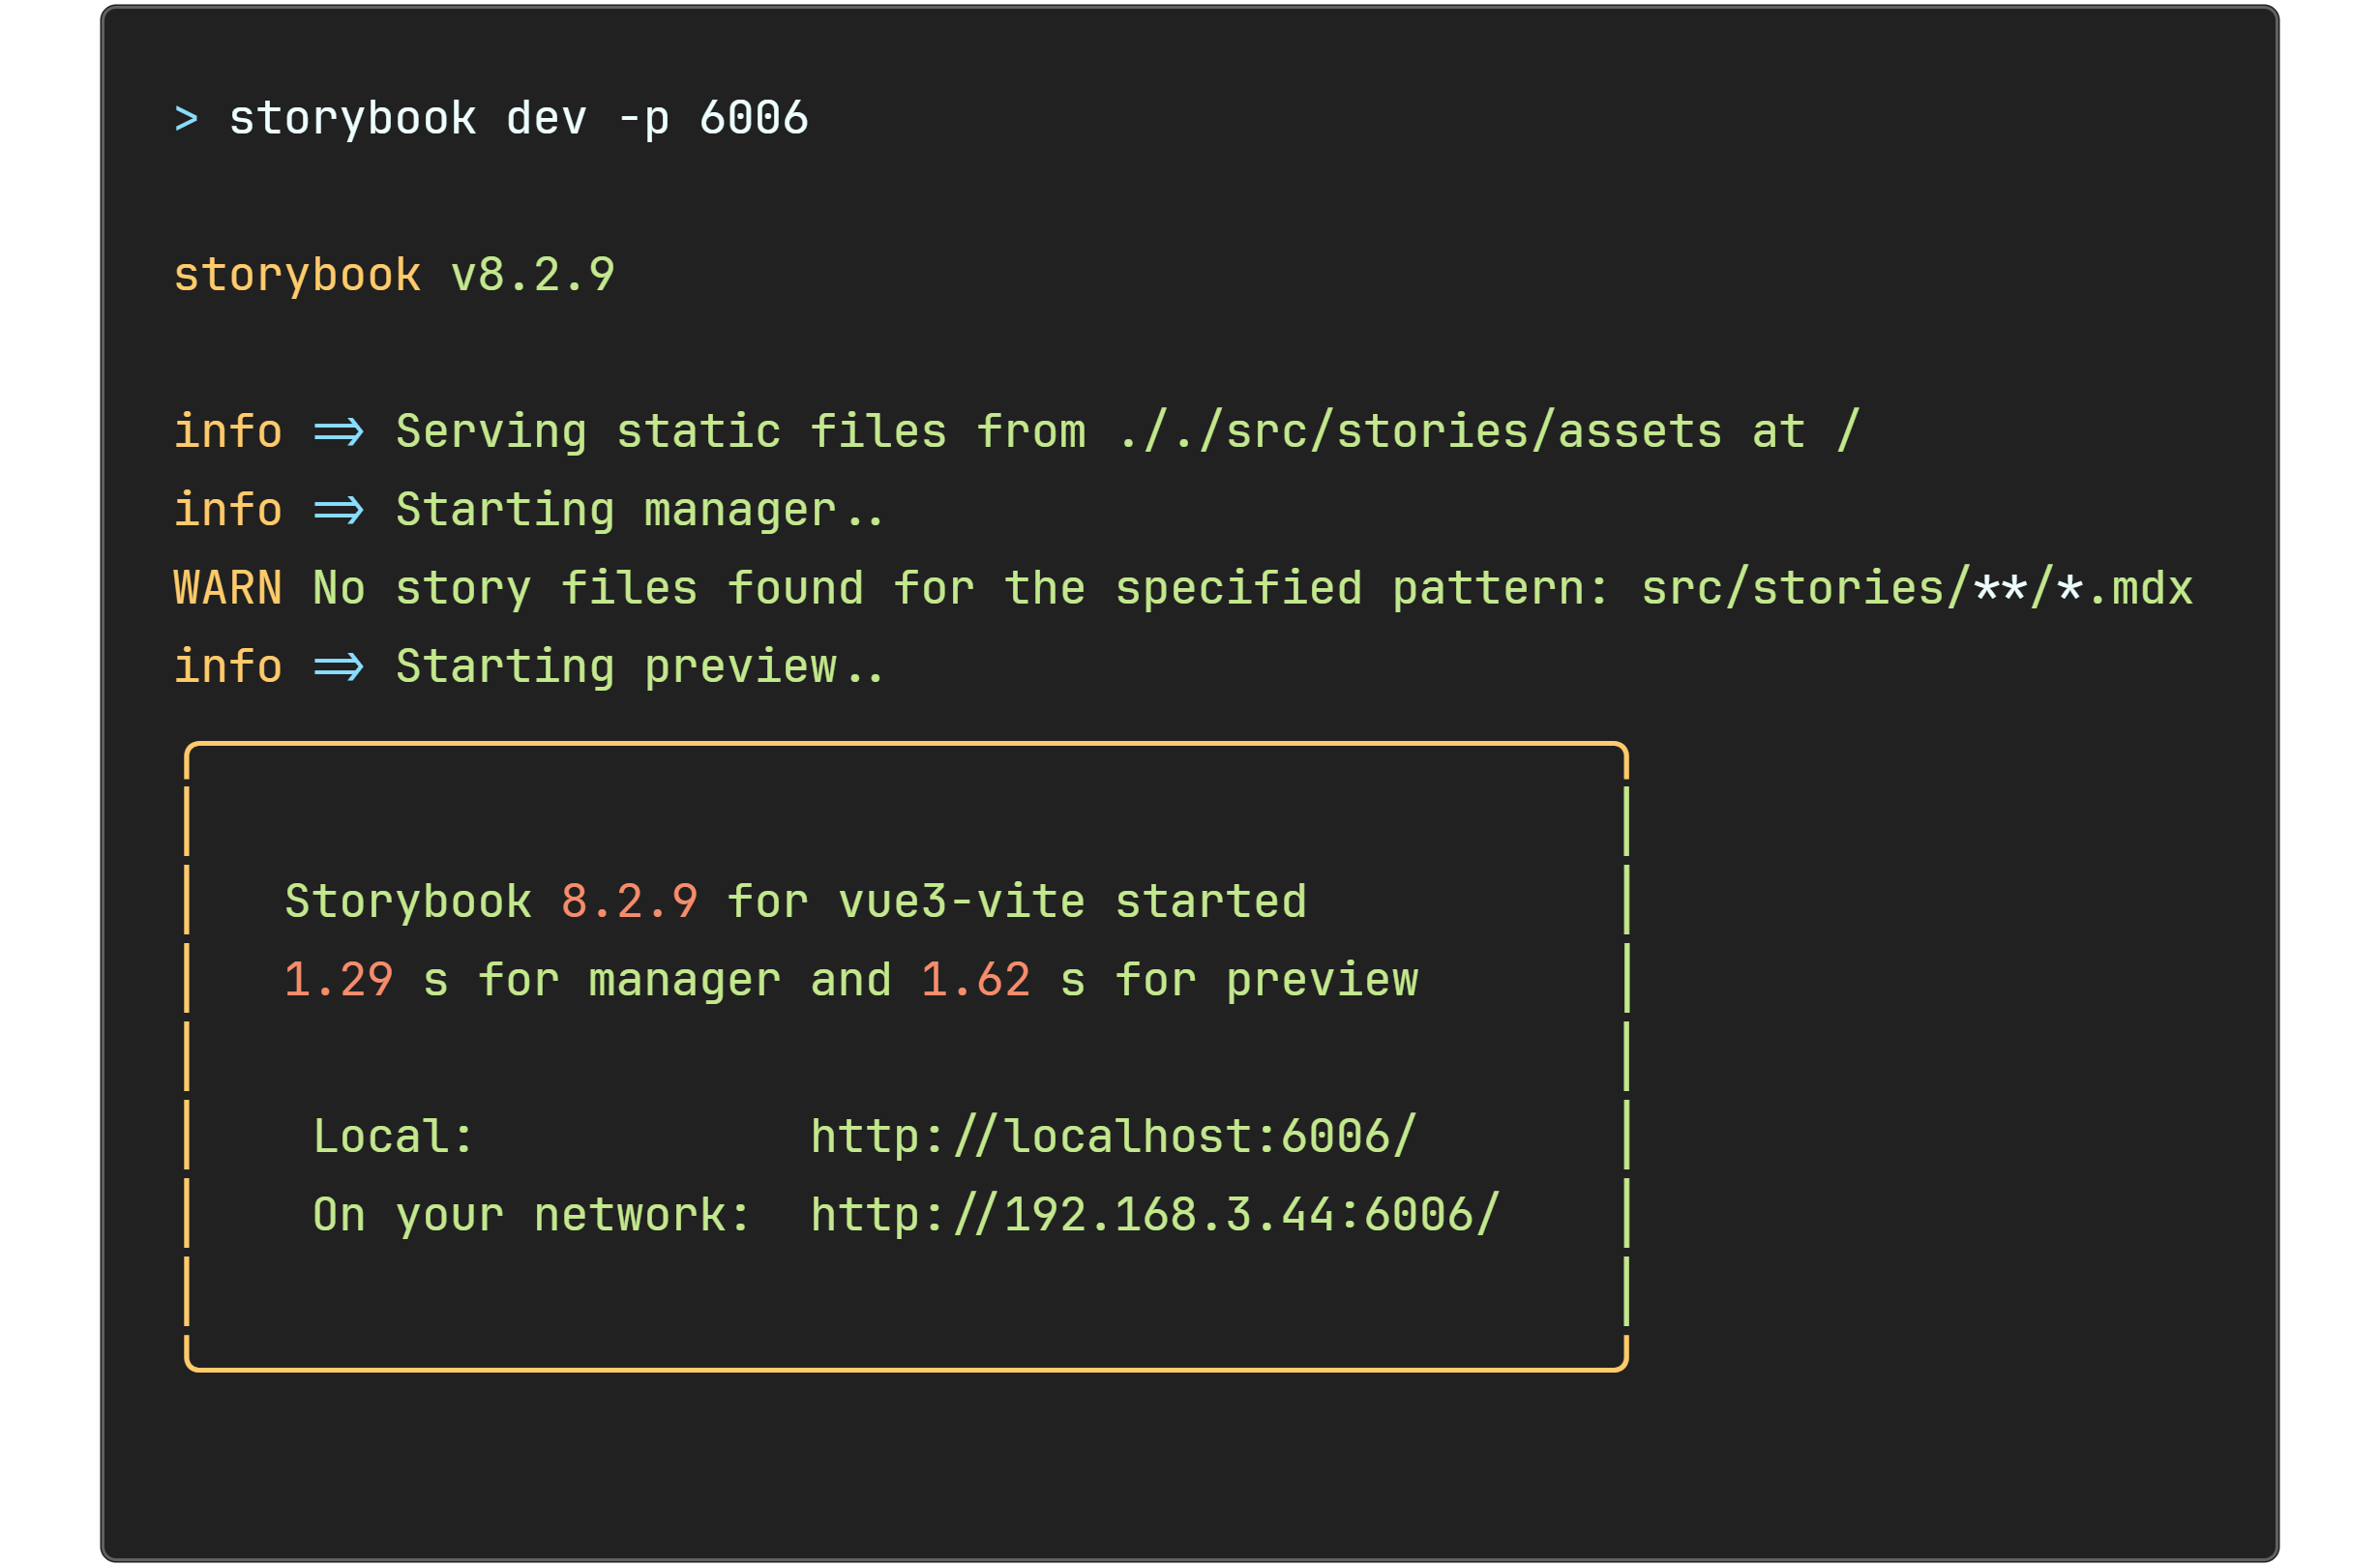 > storybook dev -p 6006
storybook v8.2.9
info => Serving static files from ././src/stories/assets at /
info => Starting manager..
WARN No story files found for the specified pattern: src/stories/**/*.mdx
info => Starting preview..
Storybook 8.2.9 for vue3-vite started
1.29 s for manager and 1.62 s for preview
Local: http://localhost:6006/
On your network: http://192.168.3.44:6006/